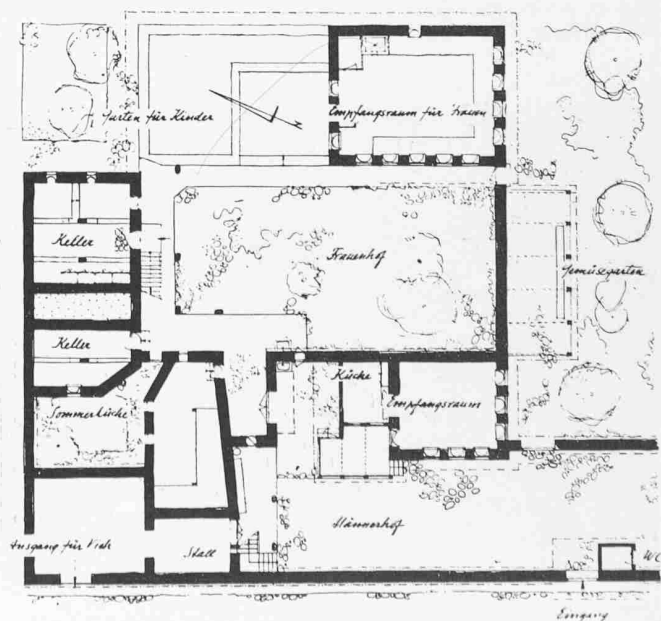 Garten für Kinder
Empfangsraum für Frauen
Keller
Frauenhof
Gemüsegarten
Keller
Küche
Sommerküche
Empfangsraum
Männerhof
Ausgang für Vieh
Stall
WC
Eingang